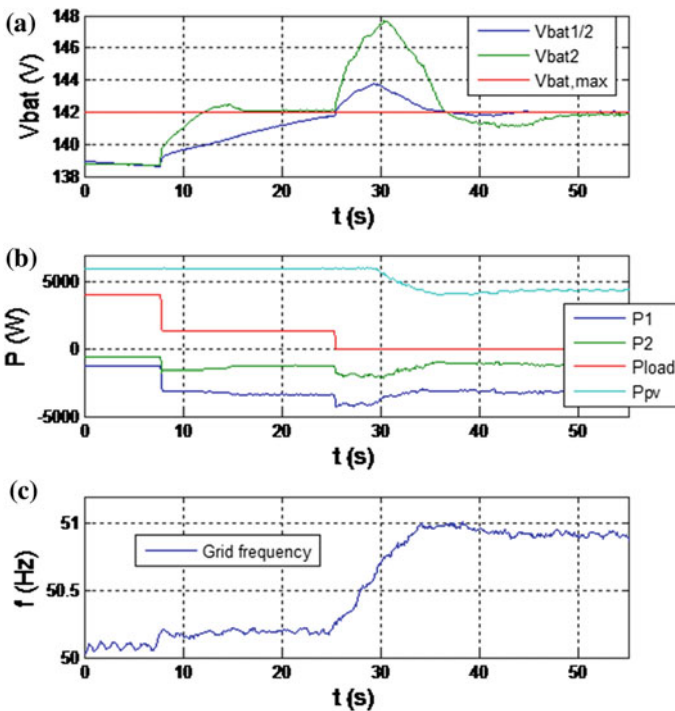 (a)
148
146
144
142
140
138
Vbat (V)
Vbat1/2
Vbat2
Vbat,max
0
10
20
30
40
50
t (s)
(b)
5000
0
-5000
P (W)
P1
P2
Pload
Ppv
0
10
20
30
40
50
t (s)
(c)
51
50.5
50
f (Hz)
Grid frequency
0
10
20
30
40
50
t (s)